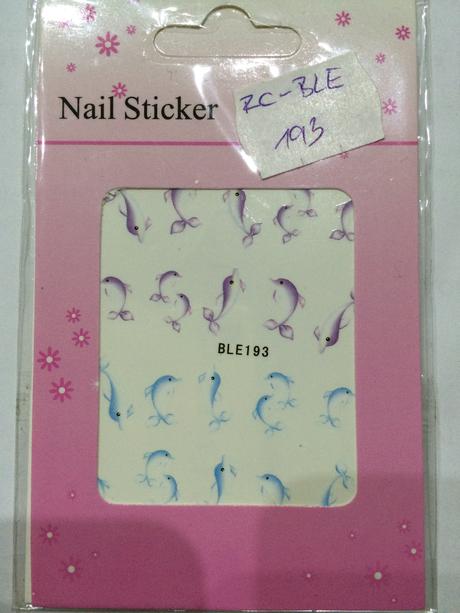 Nail Sticker
RC-BLE
193
BLE193